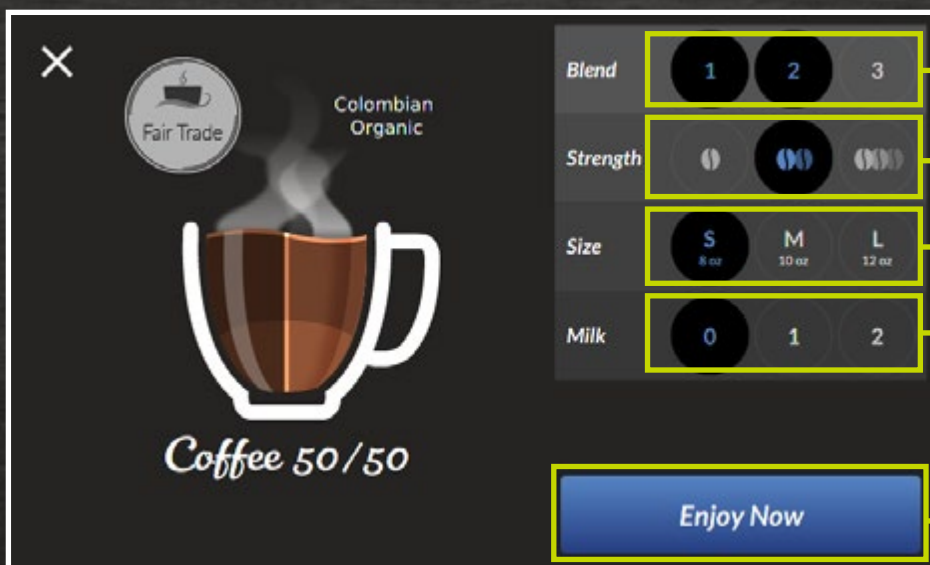 Fair Trade
Colombian
Organic
Coffee 50/50
Blend 1 2 3
Strength
Size S M L
8 oz 10 oz 12 oz
Milk 0 1 2
Enjoy Now